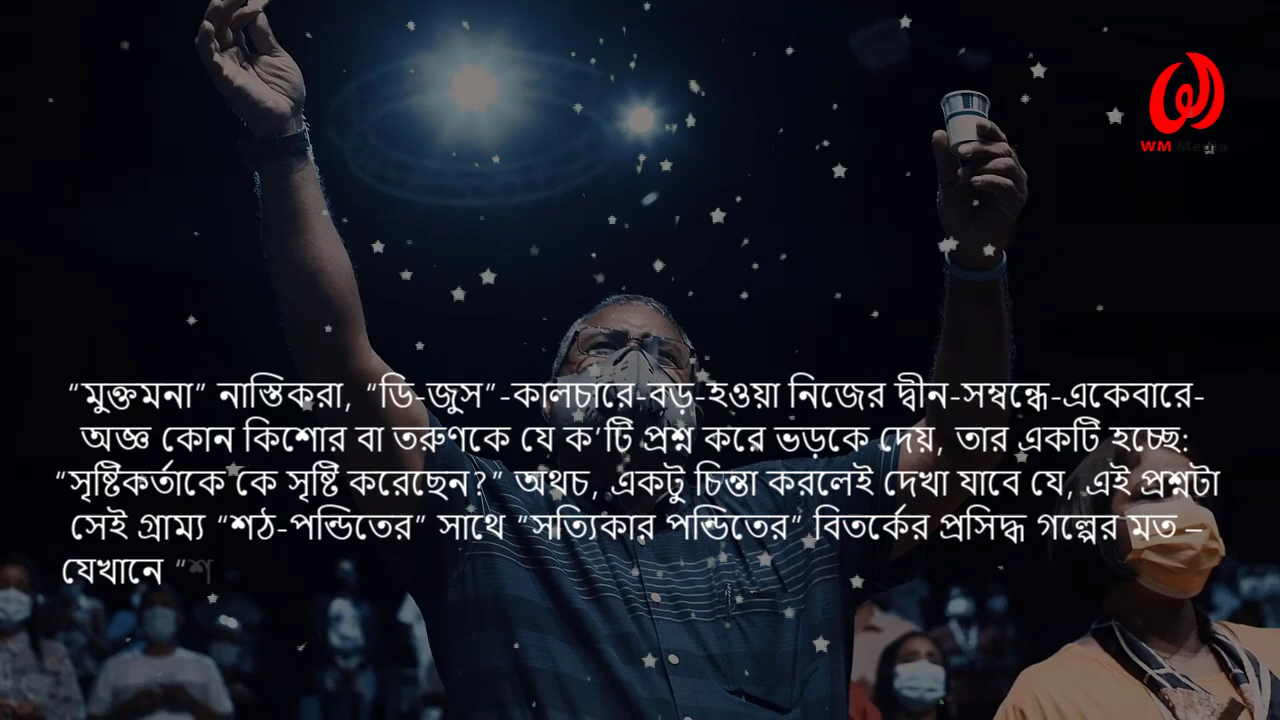 WM Media
“মুক্তমনা” নাস্তিকরা, “ডি-জুস”-কালচারে-বড়-হওয়া নিজের দ্বীন-সম্বন্ধে-একেবারে-
অজ্ঞ কোন কিশোর বা তরুণকে যে ক’টি প্রশ্ন করে ভড়কে দেয়, তার একটি হচ্ছে:
“সৃষ্টিকর্তাকে কে সৃষ্টি করেছেন?” অথচ, একটু চিন্তা করলেই দেখা যাবে যে, এই প্রশ্নটা
সেই গ্রাম্য “শঠ-পন্ডিতের” সাথে “সত্যিকার পন্ডিতের” বিতর্কের প্রসিদ্ধ গল্পের মত –
যেখানে “শ